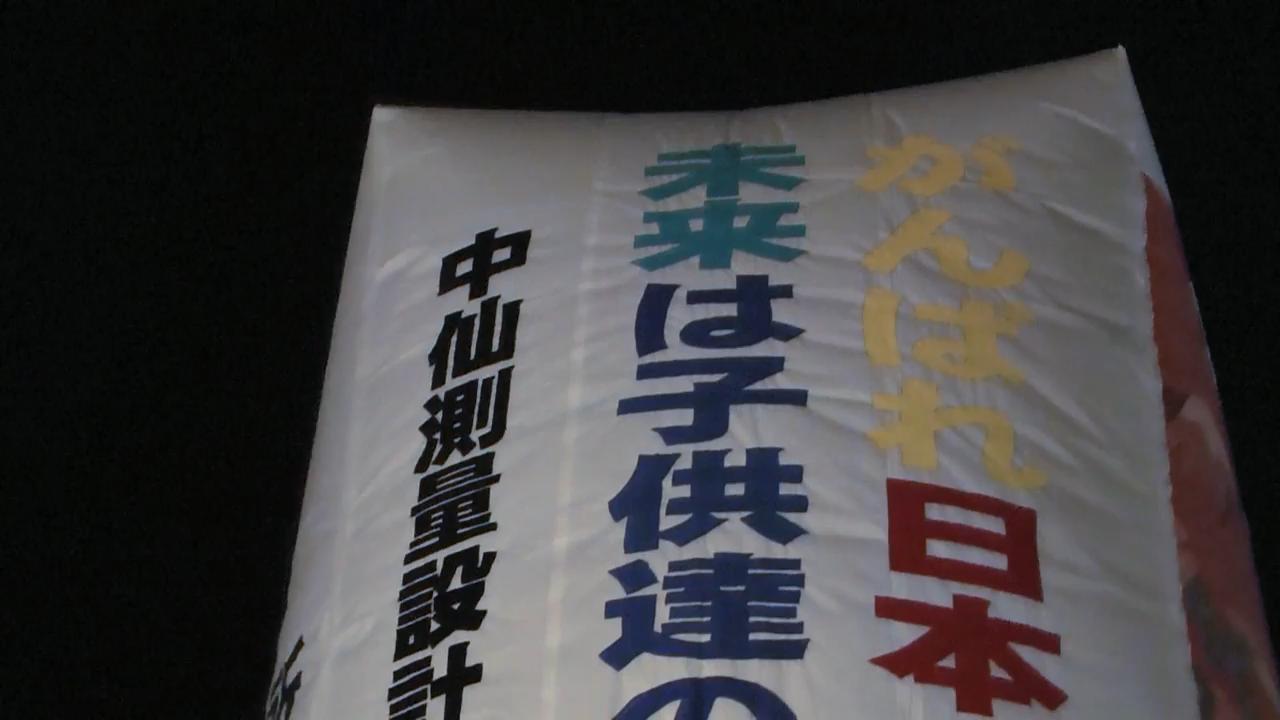 がんばれ日本
未来は子供達の
中仙測量設計